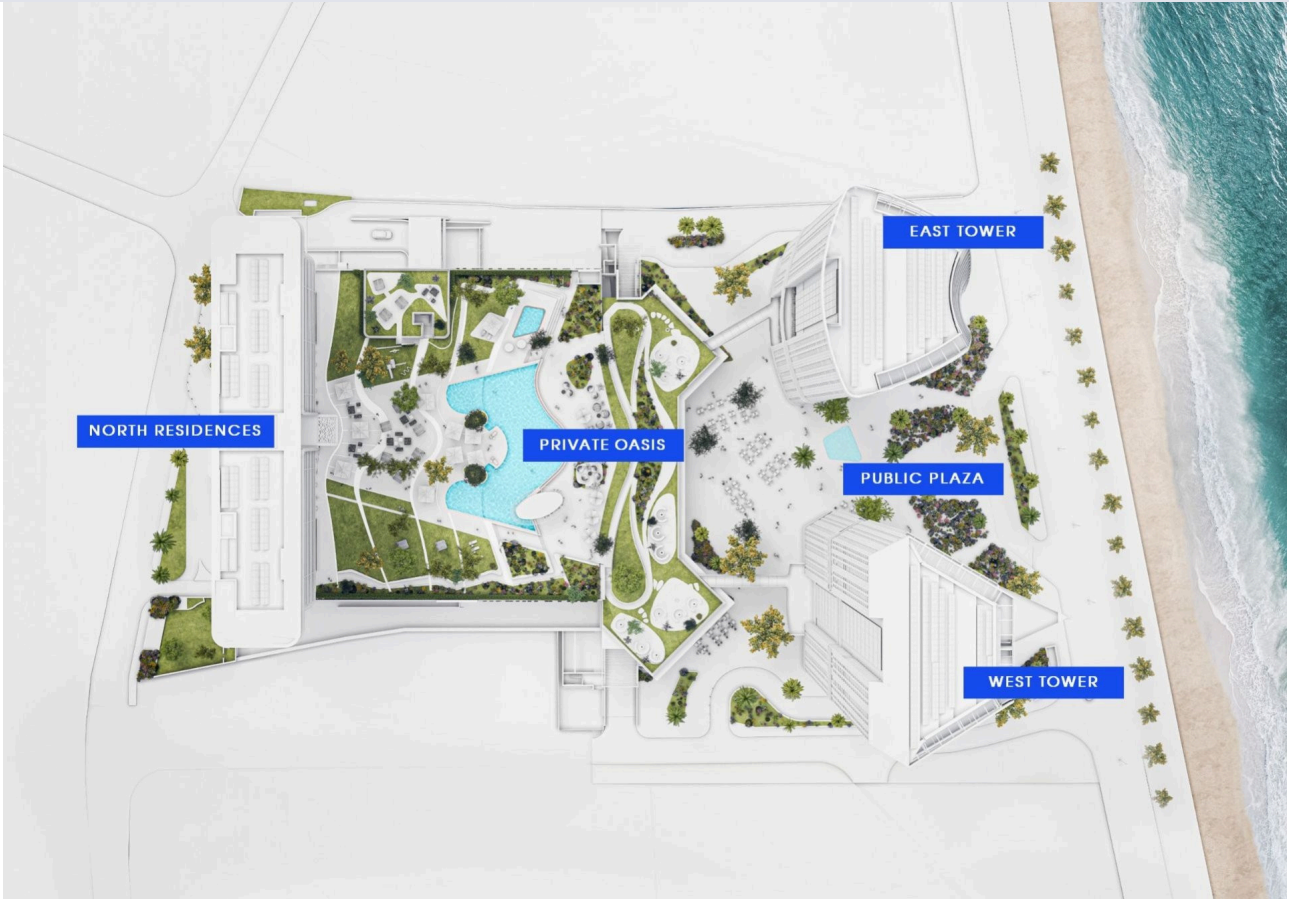 EAST TOWER
NORTH RESIDENCES
PRIVATE OASIS
PUBLIC PLAZA
WEST TOWER